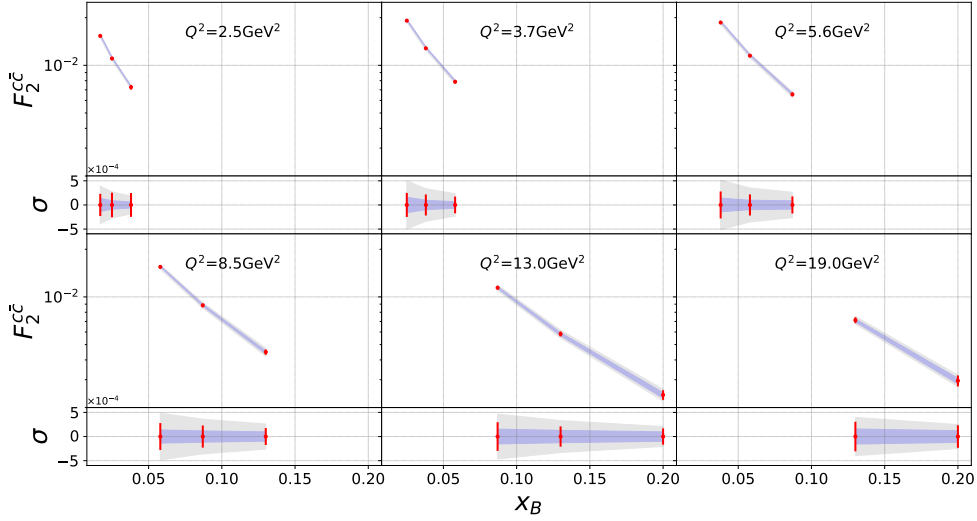 Q²=2.5GeV² Q²=3.7GeV² Q²=5.6GeV²
F₂^{cc̄} 10⁻²
×10⁻⁴
σ 5 0 −5
Q²=8.5GeV² Q²=13.0GeV² Q²=19.0GeV²
F₂^{cc̄} 10⁻²
×10⁻⁴
σ 5 0 −5
0.05 0.10 0.15 0.20 0.05 0.10 0.15 0.20 0.05 0.10 0.15 0.20
x_B